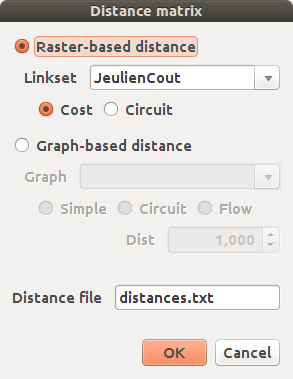 Distance matrix
Raster-based distance
Linkset JeulienCout
Cost Circuit
Graph-based distance
Graph
Simple Circuit Flow
Dist 1,000
Distance file distances.txt
OK Cancel